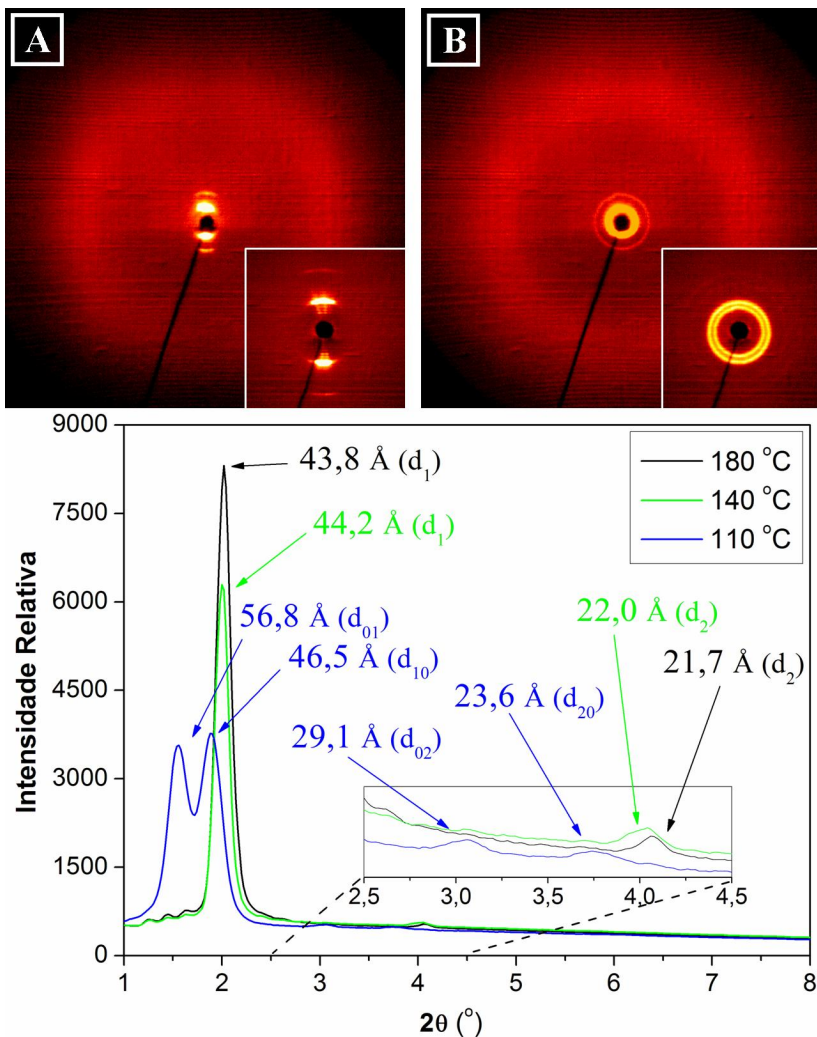 A
B
9000
7500
6000
4500
3000
1500
0
Intensidade Relativa
43,8 Å (d1)
44,2 Å (d1)
56,8 Å (d01)
46,5 Å (d10)
29,1 Å (d02)
23,6 Å (d20)
22,0 Å (d2)
21,7 Å (d2)
180 °C
140 °C
110 °C
2.5 3.0 3.5 4.0 4.5
1 2 3 4 5 6 7 8
2θ (°)